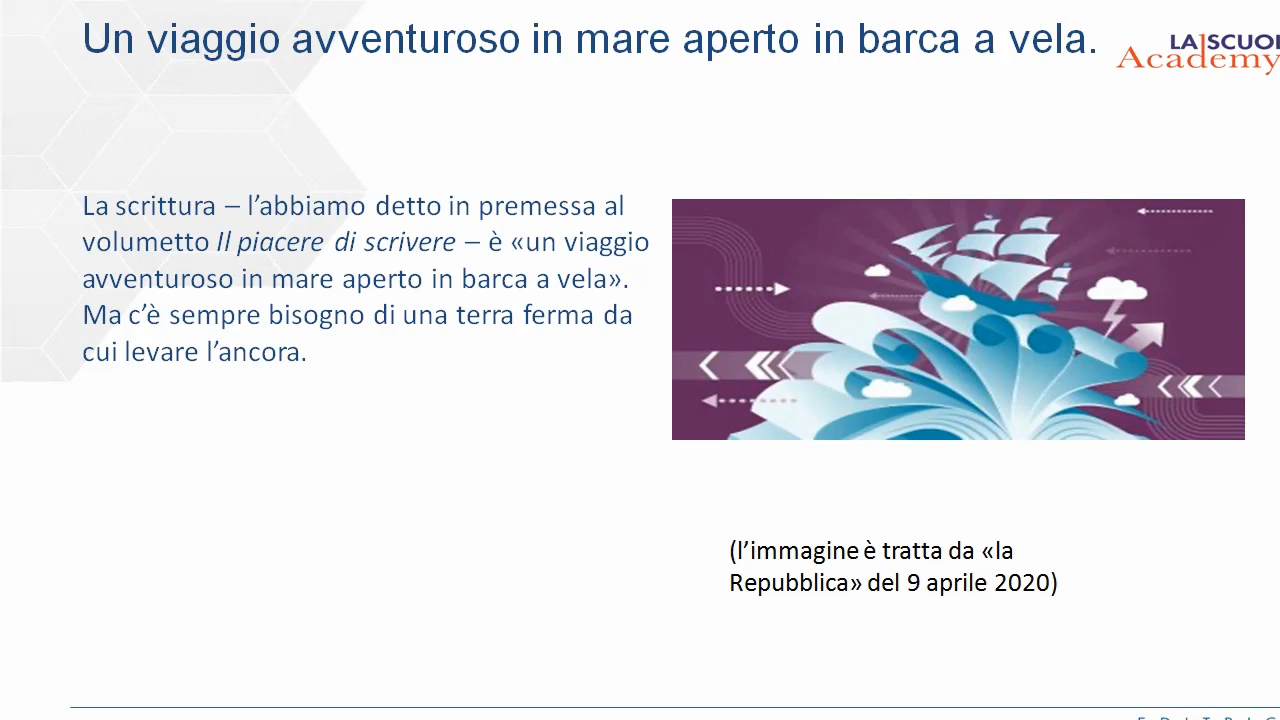 Un viaggio avventuroso in mare aperto in barca a vela.
LA SCUOL
Academy
La scrittura – l’abbiamo detto in premessa al
volumetto Il piacere di scrivere – è «un viaggio
avventuroso in mare aperto in barca a vela».
Ma c’è sempre bisogno di una terra ferma da
cui levare l’ancora.
(l’immagine è tratta da «la
Repubblica» del 9 aprile 2020)